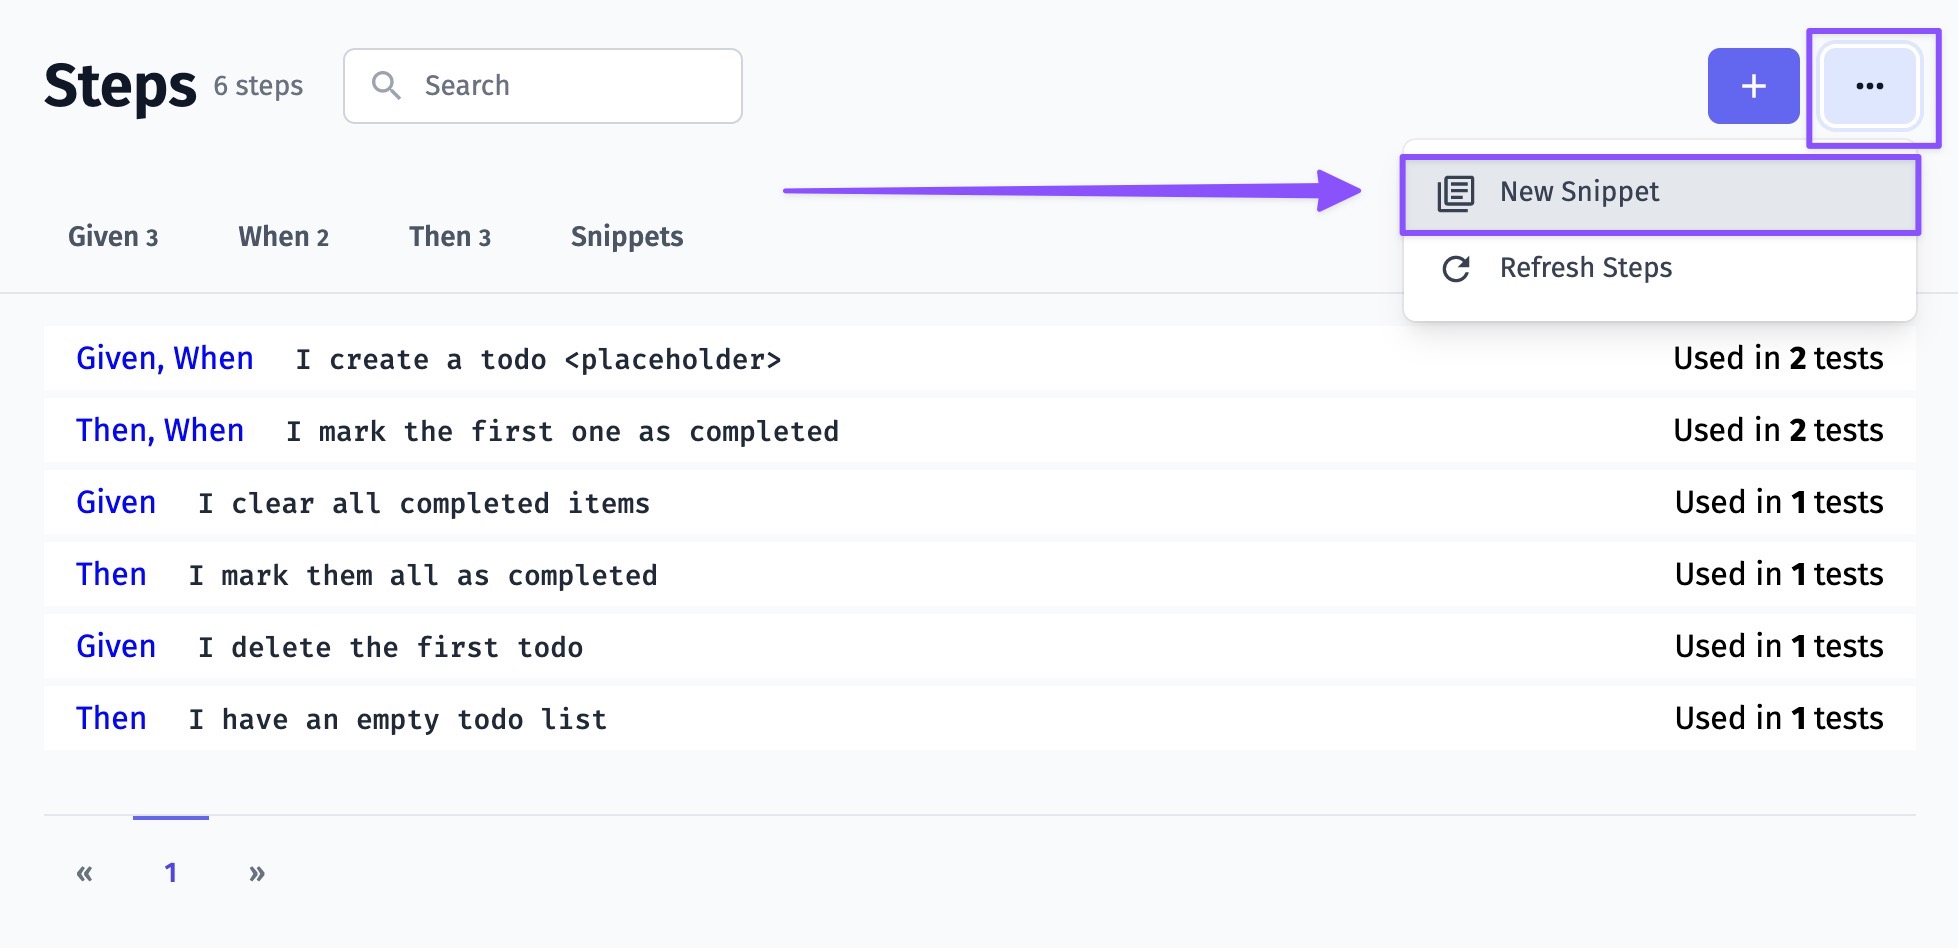 Steps 6 steps Search + ...
New Snippet
Refresh Steps
Given 3 When 2 Then 3 Snippets
Given, When I create a todo <placeholder> Used in 2 tests
Then, When I mark the first one as completed Used in 2 tests
Given I clear all completed items Used in 1 tests
Then I mark them all as completed Used in 1 tests
Given I delete the first todo Used in 1 tests
Then I have an empty todo list Used in 1 tests
« 1 »